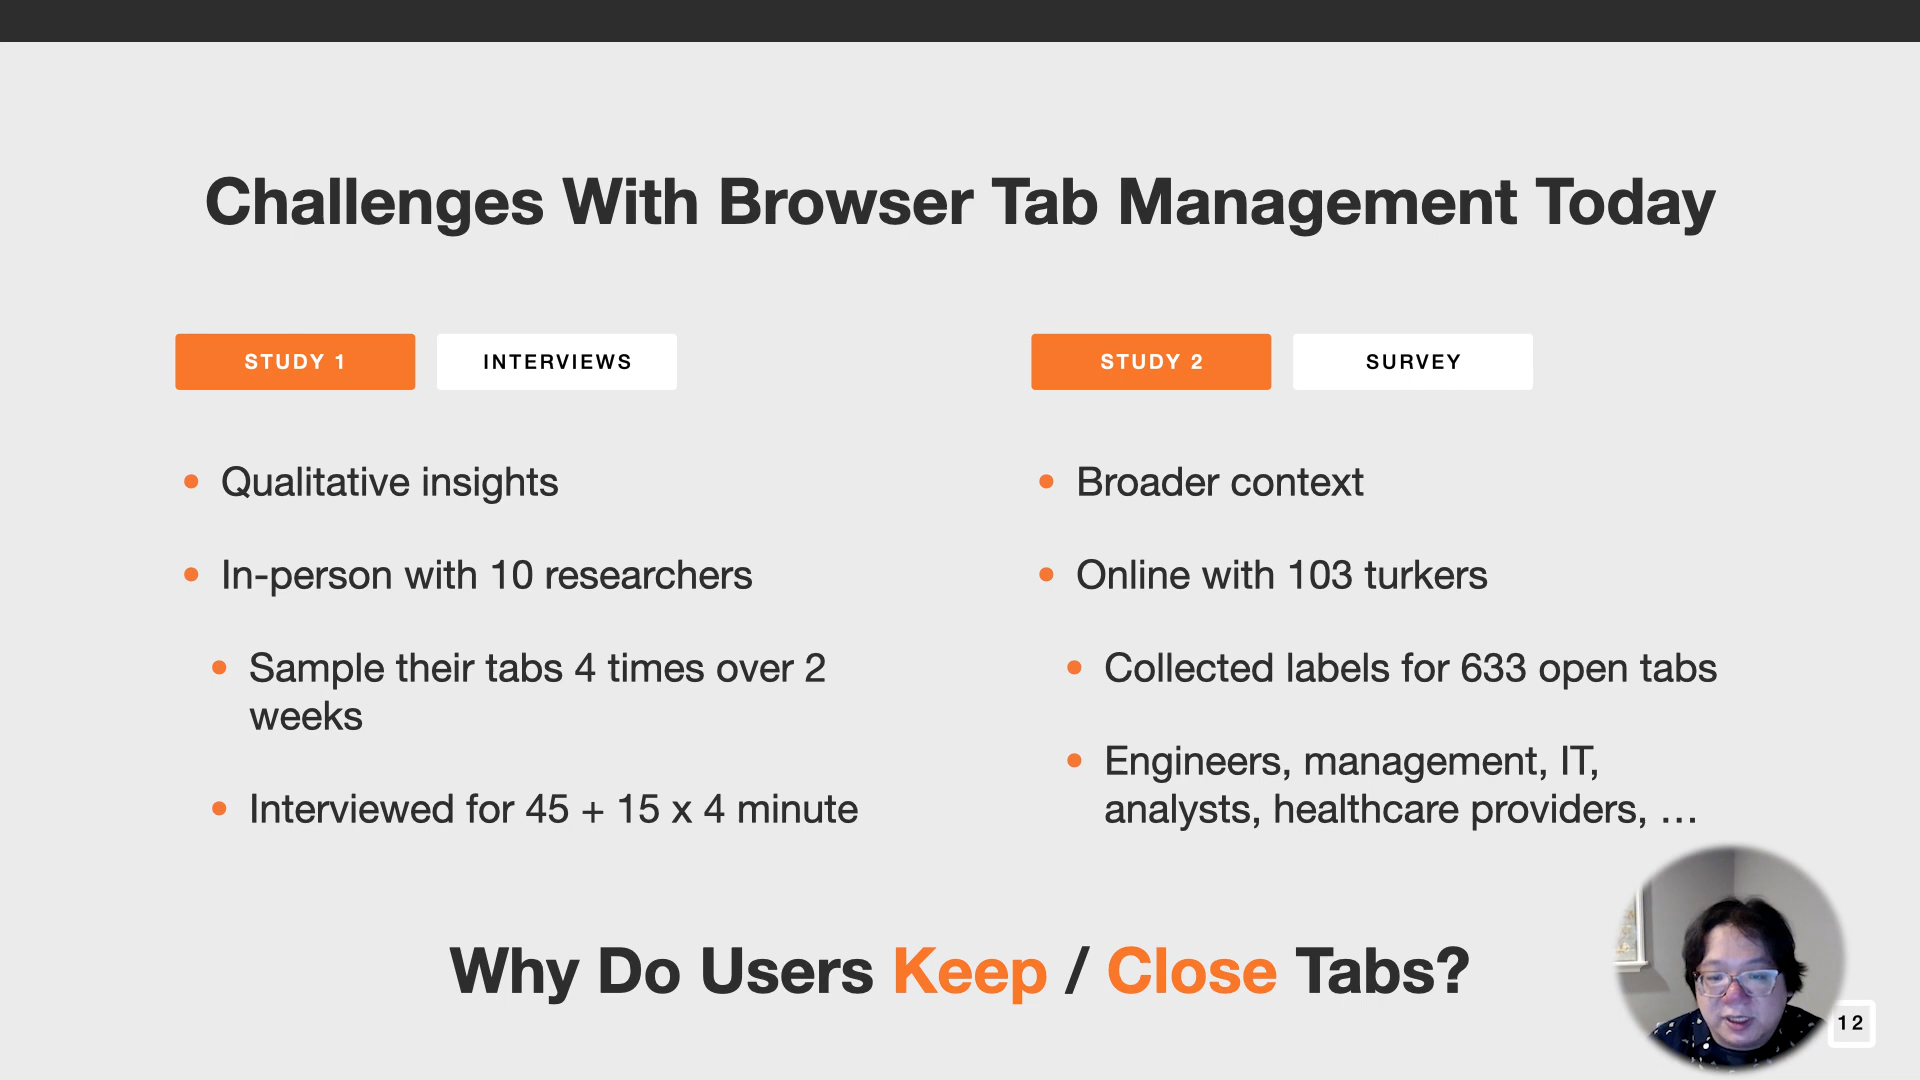 Challenges With Browser Tab Management Today
STUDY 1
INTERVIEWS
• Qualitative insights
• In-person with 10 researchers
• Sample their tabs 4 times over 2
weeks
• Interviewed for 45 + 15 x 4 minute
STUDY 2
SURVEY
• Broader context
• Online with 103 turkers
• Collected labels for 633 open tabs
• Engineers, management, IT,
analysts, healthcare providers, …
Why Do Users Keep / Close Tabs?
12